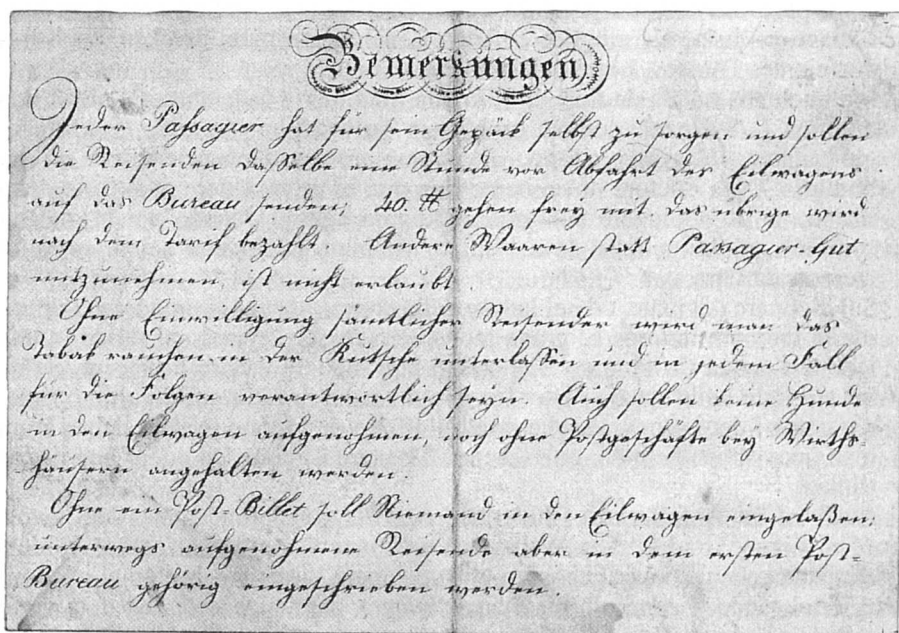 Bemerkungen
Jeder Passagier hat für sein Gepäck selbst zu sorgen und sollen
die Reisenden dasselbe eine Stunde vor Abfahrt des Eilwagens
auf das Bureau senden; 40. ℔ gehen frey mit. das übrige wird
nach dem Tarif bezahlt. Andere Waaren statt Passagier-Gut
mitzunehmen, ist nicht erlaubt.
Ohne Einwilligung sämtlicher Reisender wird man das
Tabakrauchen in der Kutsche unterlassen und in jedem Fall
für die Folgen verantwortlich seyn. Auch sollen keine Hunde
in den Eilwagen aufgenohmen, noch ohne Postgeschäfte bey Wirths-
häusern angehalten werden.
Ohne ein Post-Billet soll Niemand in den Eilwagen eingelaßen;
unterwegs aufgenohmene Reisende aber in dem ersten Post-
Bureau gehörig eingeschrieben werden.